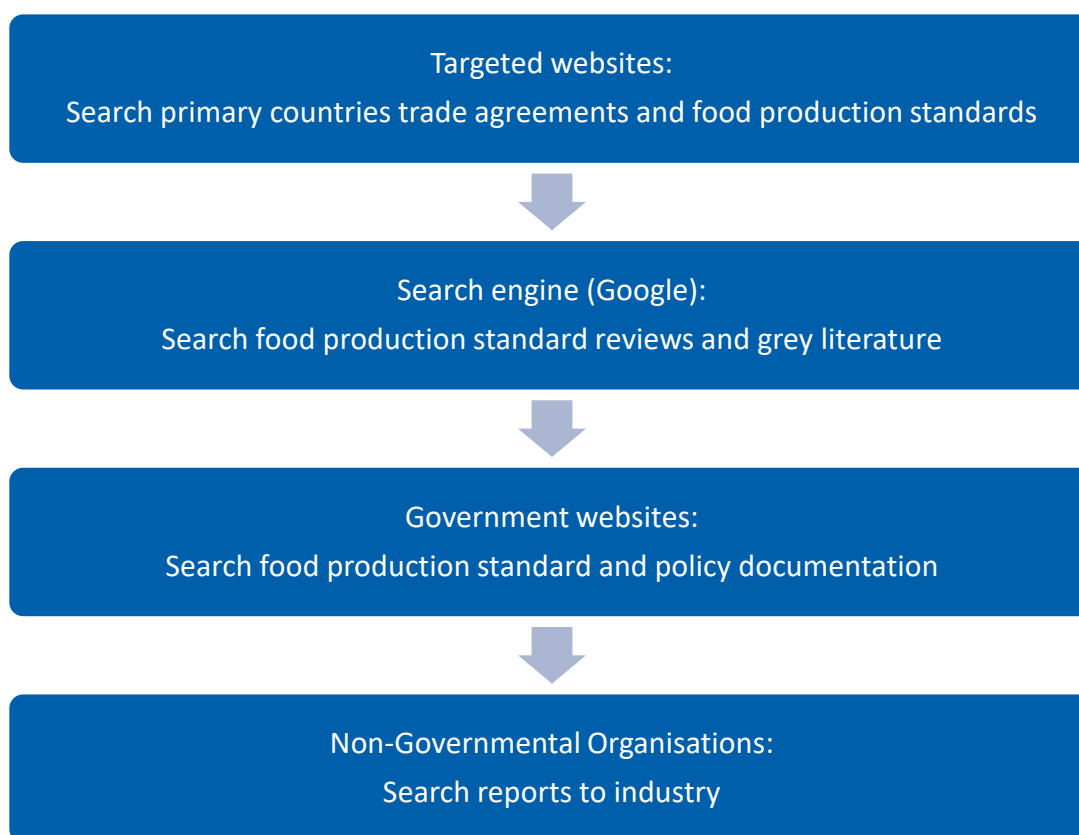 Targeted websites:
Search primary countries trade agreements and food production standards
Search engine (Google):
Search food production standard reviews and grey literature
Government websites:
Search food production standard and policy documentation
Non-Governmental Organisations:
Search reports to industry